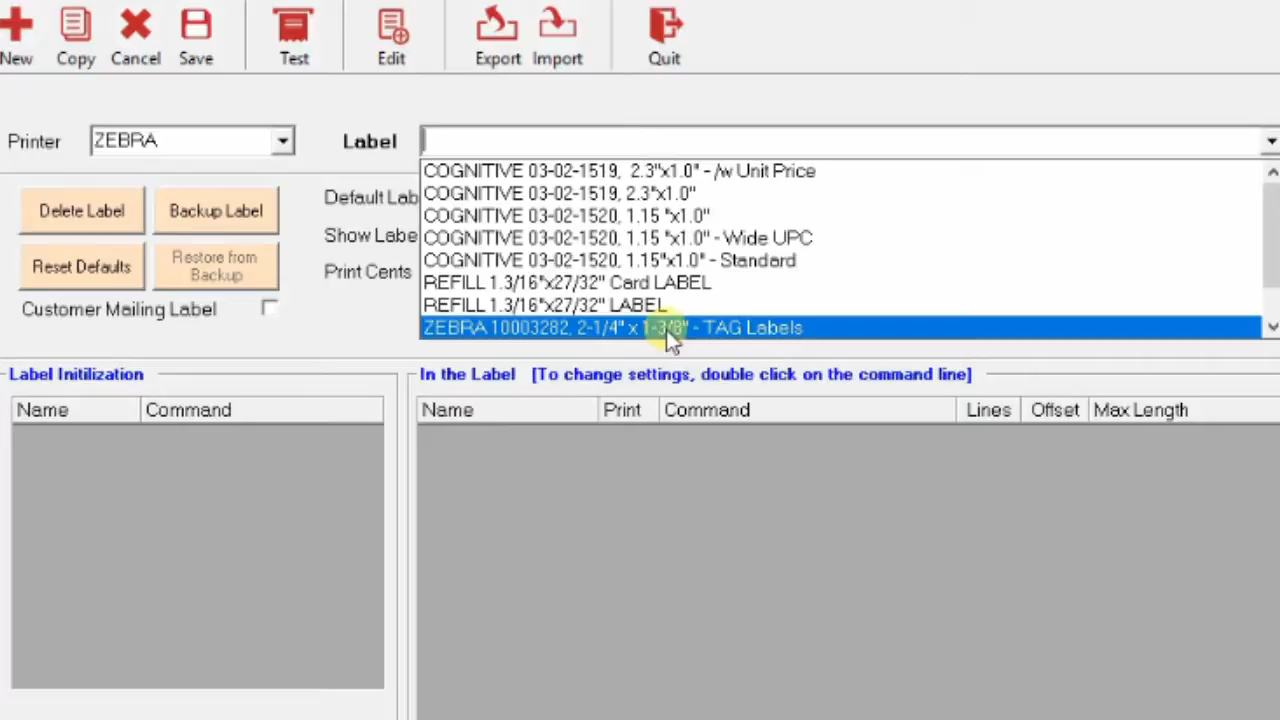 New Copy Cancel Save Test Edit Export Import Quit
Printer ZEBRA Label
COGNITIVE 03-02-1519, 2.3"x1.0" - /w Unit Price
COGNITIVE 03-02-1519, 2.3"x1.0"
COGNITIVE 03-02-1520, 1.15 "x1.0"
COGNITIVE 03-02-1520, 1.15 "x1.0" - Wide UPC
COGNITIVE 03-02-1520, 1.15"x1.0" - Standard
REFILL 1.3/16"x27/32" Card LABEL
REFILL 1.3/16"x27/32" LABEL
ZEBRA 10003282, 2-1/4" x 1-3/8" - TAG Labels
Delete Label Backup Label
Reset Defaults Restore from
Backup
Customer Mailing Label
Default Lab
Show Labe
Print Cents
Label Initilization
Name Command
In the Label [To change settings, double click on the command line]
Name Print Command Lines Offset Max Length